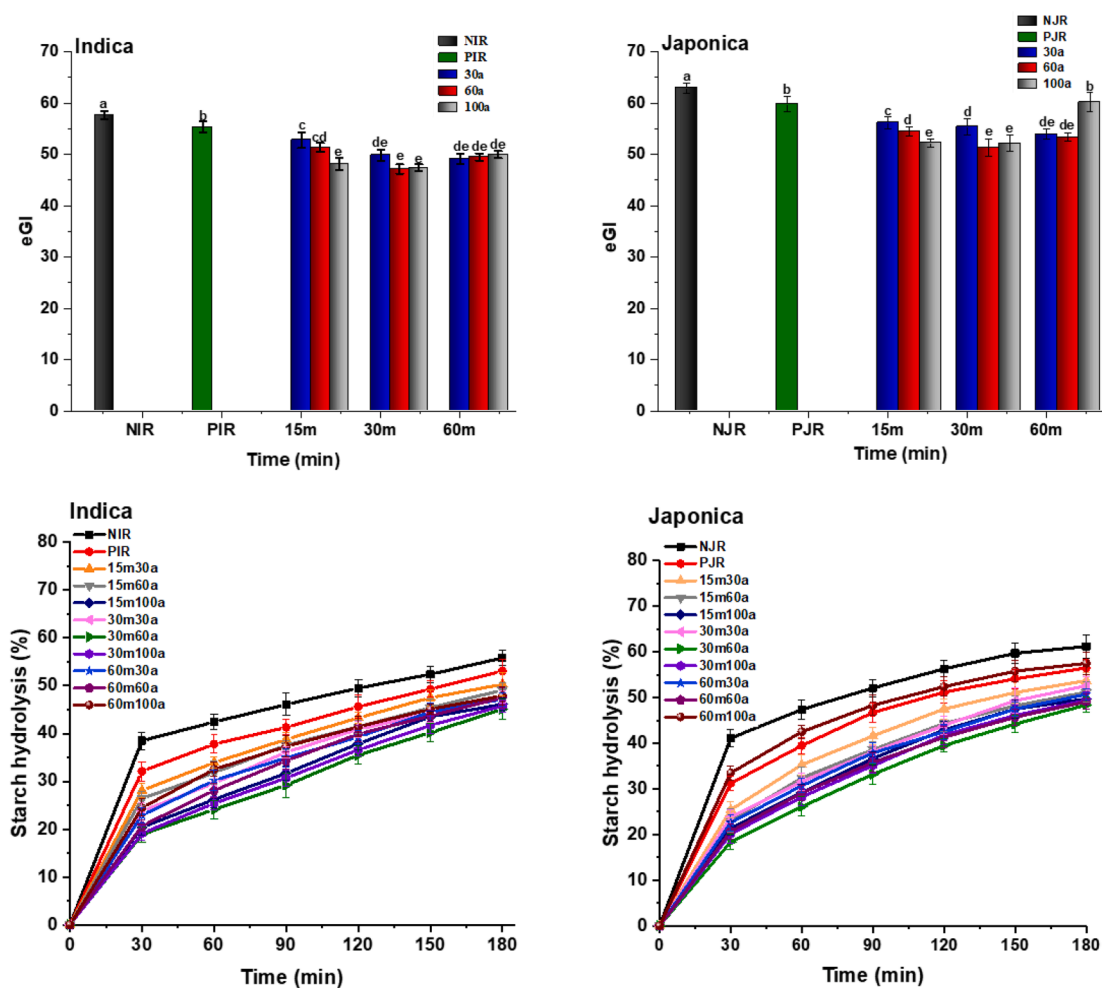 Indica
NIR
PIR
30a
60a
100a
70
60
50
40
30
20
10
0
eGI
a
b
c
cd
e
de
e
e
de
de
de
NIR
PIR
15m
30m
60m
Time (min)
Japonica
NJR
PJR
30a
60a
100a
70
60
50
40
30
20
10
0
eGI
a
b
c
d
e
d
e
e
de
de
b
NJR
PJR
15m
30m
60m
Time (min)
Indica
NIR
PIR
15m30a
15m60a
15m100a
30m30a
30m60a
30m100a
60m30a
60m60a
60m100a
80
70
60
50
40
30
20
10
0
Starch hydrolysis (%)
0 30 60 90 120 150 180
Time (min)
Japonica
NJR
PJR
15m30a
15m60a
15m100a
30m30a
30m60a
30m100a
60m30a
60m60a
60m100a
80
70
60
50
40
30
20
10
0
Starch hydrolysis (%)
0 30 60 90 120 150 180
Time (min)